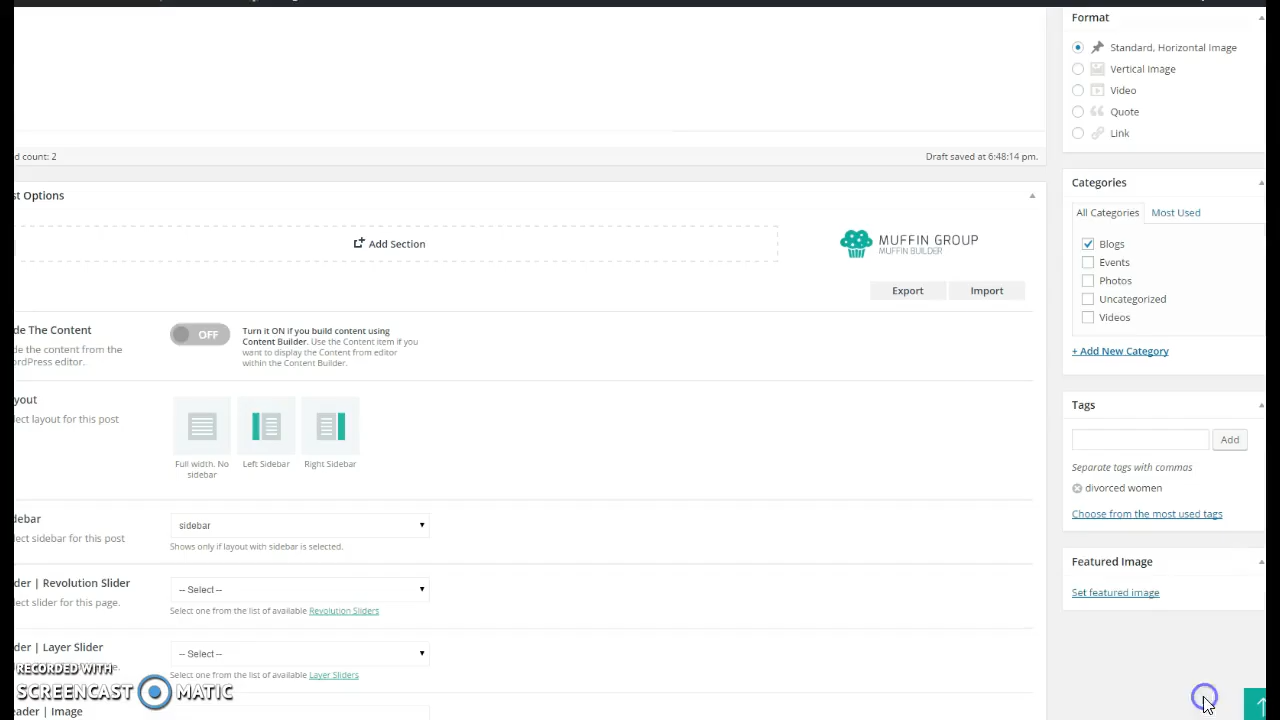 Format
Standard, Horizontal Image
Vertical Image
Video
Quote
Link
d count: 2
Draft saved at 6:48:14 pm.
st Options
Add Section
MUFFIN GROUP
MUFFIN BUILDER
Export
Import
Categories
All Categories
Most Used
Blogs
Events
Photos
Uncategorized
Videos
+ Add New Category
de The Content
de the content from the
ordPress editor.
OFF
Turn it ON if you build content using
Content Builder. Use the Content item if you
want to display the Content from editor
within the Content Builder.
yout
lect layout for this post
Full width. No
sidebar
Left Sidebar
Right Sidebar
Tags
Add
Separate tags with commas
divorced women
Choose from the most used tags
debar
lect sidebar for this post
sidebar
Shows only if layout with sidebar is selected.
Featured Image
Set featured image
der | Revolution Slider
lect slider for this page.
-- Select --
Select one from the list of available Revolution Sliders
der | Layer Slider
-- Select --
Select one from the list of available Layer Sliders
RECORDED WITH
SCREENCAST MATIC
eader | Image